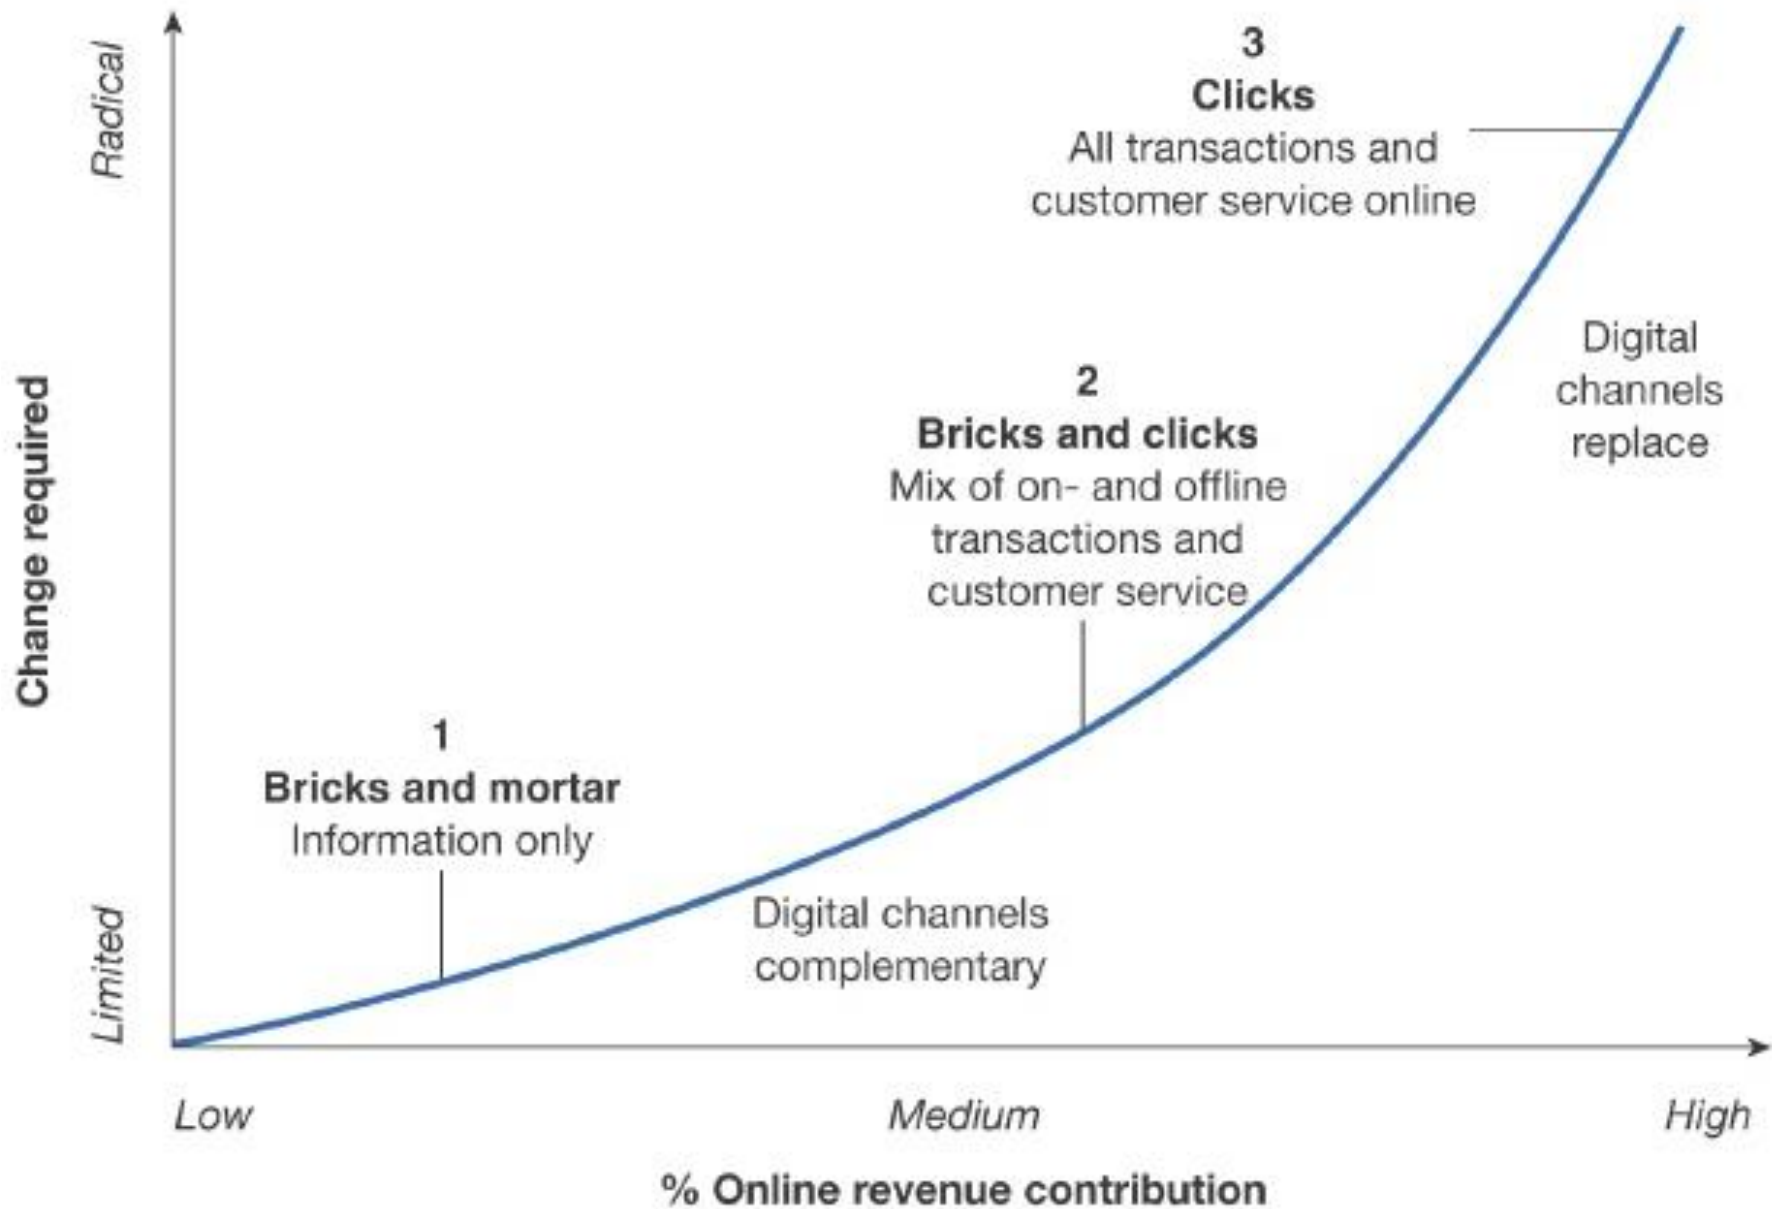 Radical
3
Clicks
All transactions and
customer service online
Digital
channels
replace
2
Bricks and clicks
Mix of on- and offline
transactions and
customer service
Change required
1
Bricks and mortar
Information only
Digital channels
complementary
Limited
Low
Medium
High
% Online revenue contribution